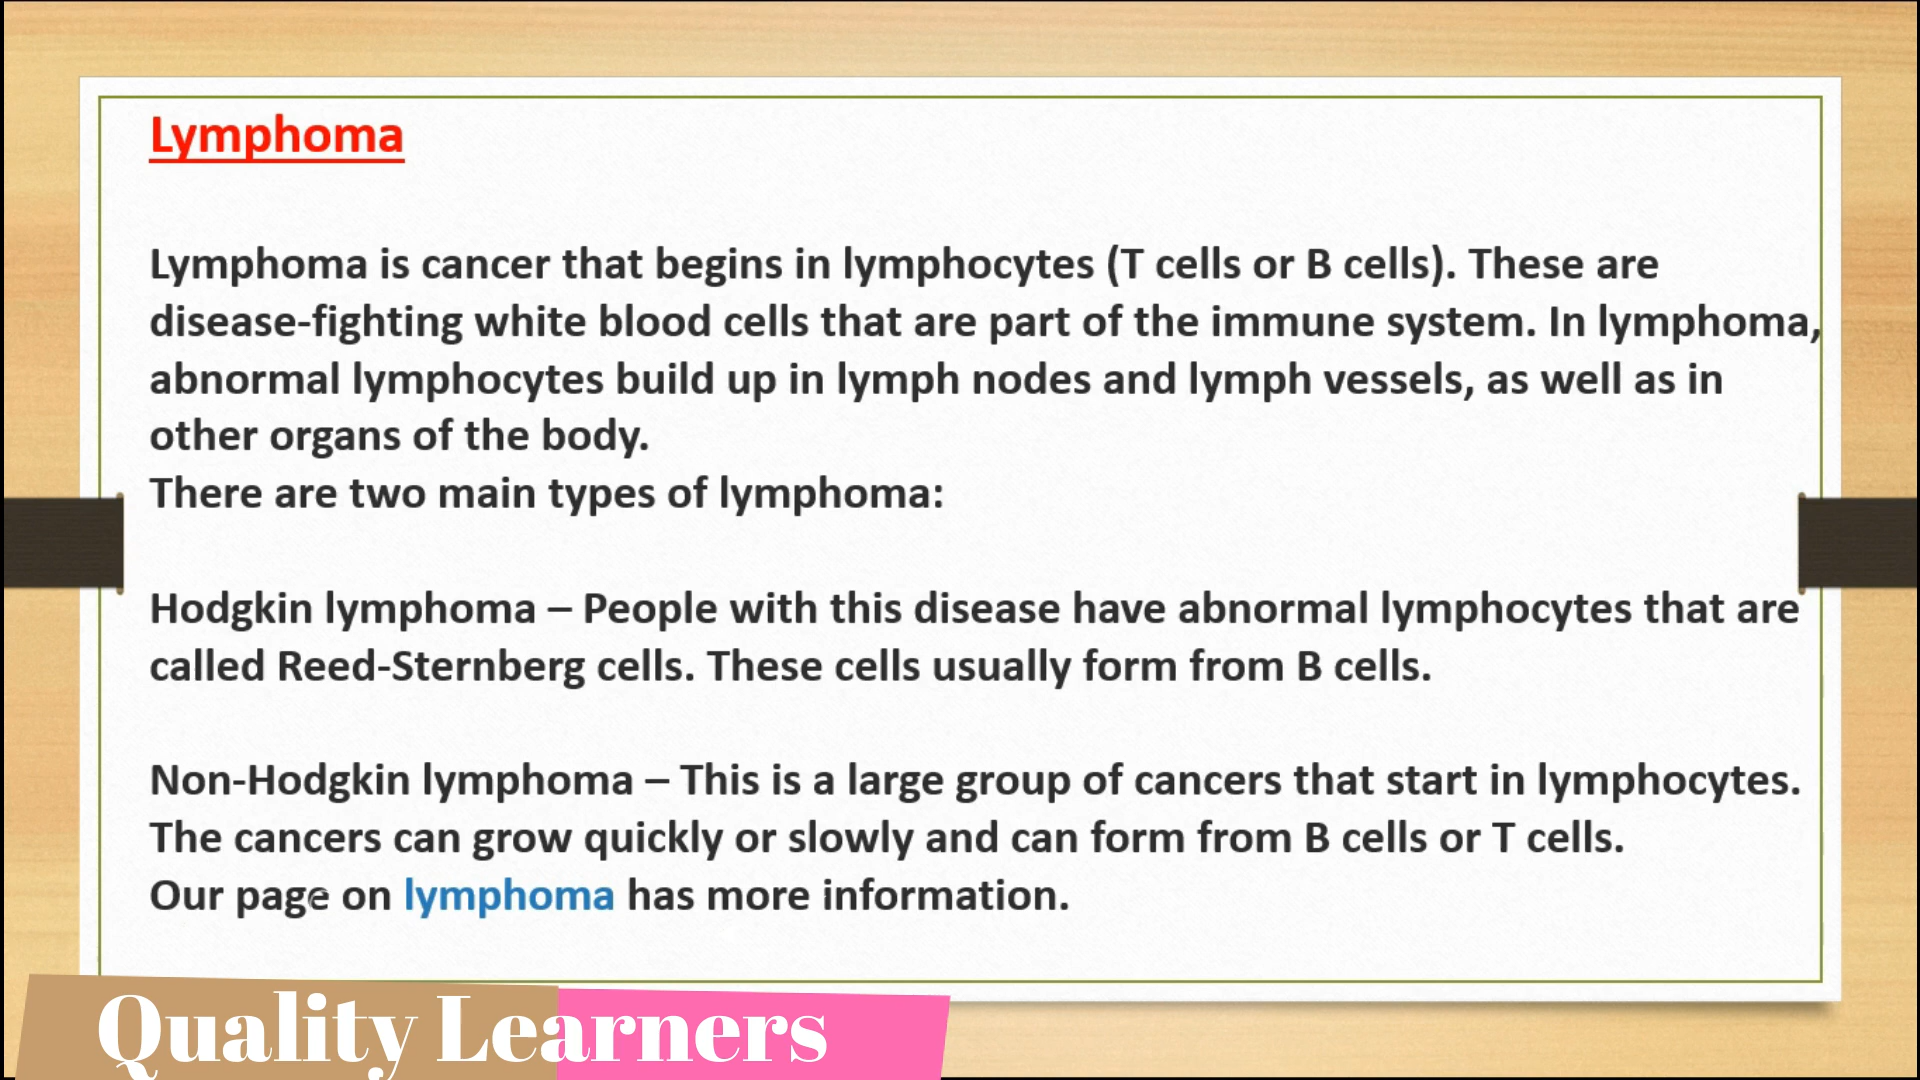 Lymphoma
Lymphoma is cancer that begins in lymphocytes (T cells or B cells). These are
disease-fighting white blood cells that are part of the immune system. In lymphoma,
abnormal lymphocytes build up in lymph nodes and lymph vessels, as well as in
other organs of the body.
There are two main types of lymphoma:
Hodgkin lymphoma – People with this disease have abnormal lymphocytes that are
called Reed-Sternberg cells. These cells usually form from B cells.
Non-Hodgkin lymphoma – This is a large group of cancers that start in lymphocytes.
The cancers can grow quickly or slowly and can form from B cells or T cells.
Our page on lymphoma has more information.
Quality Learners